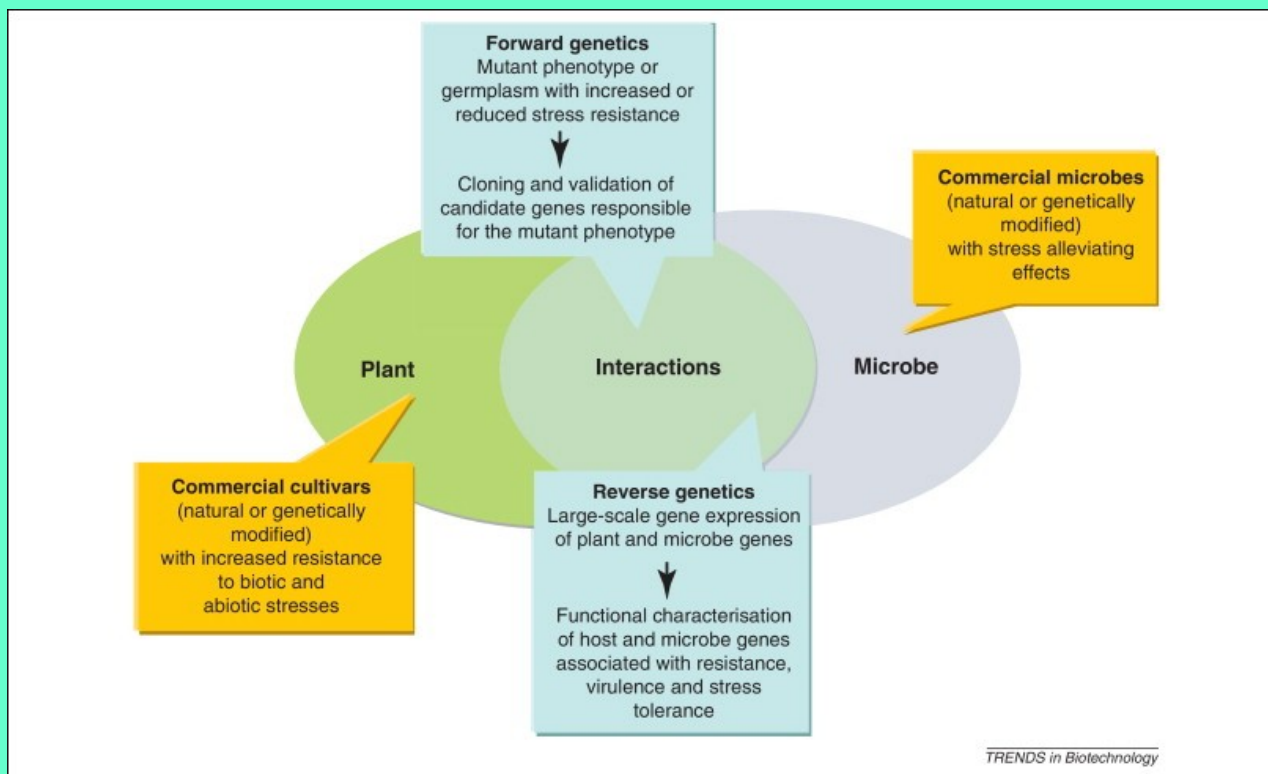 Forward genetics
Mutant phenotype or
germplasm with increased or
reduced stress resistance
Cloning and validation of
candidate genes responsible
for the mutant phenotype
Commercial microbes
(natural or genetically
modified)
with stress alleviating
effects
Plant
Interactions
Microbe
Commercial cultivars
(natural or genetically
modified)
with increased resistance
to biotic and
abiotic stresses
Reverse genetics
Large-scale gene expression
of plant and microbe genes
Functional characterisation
of host and microbe genes
associated with resistance,
virulence and stress
tolerance
TRENDS in Biotechnology